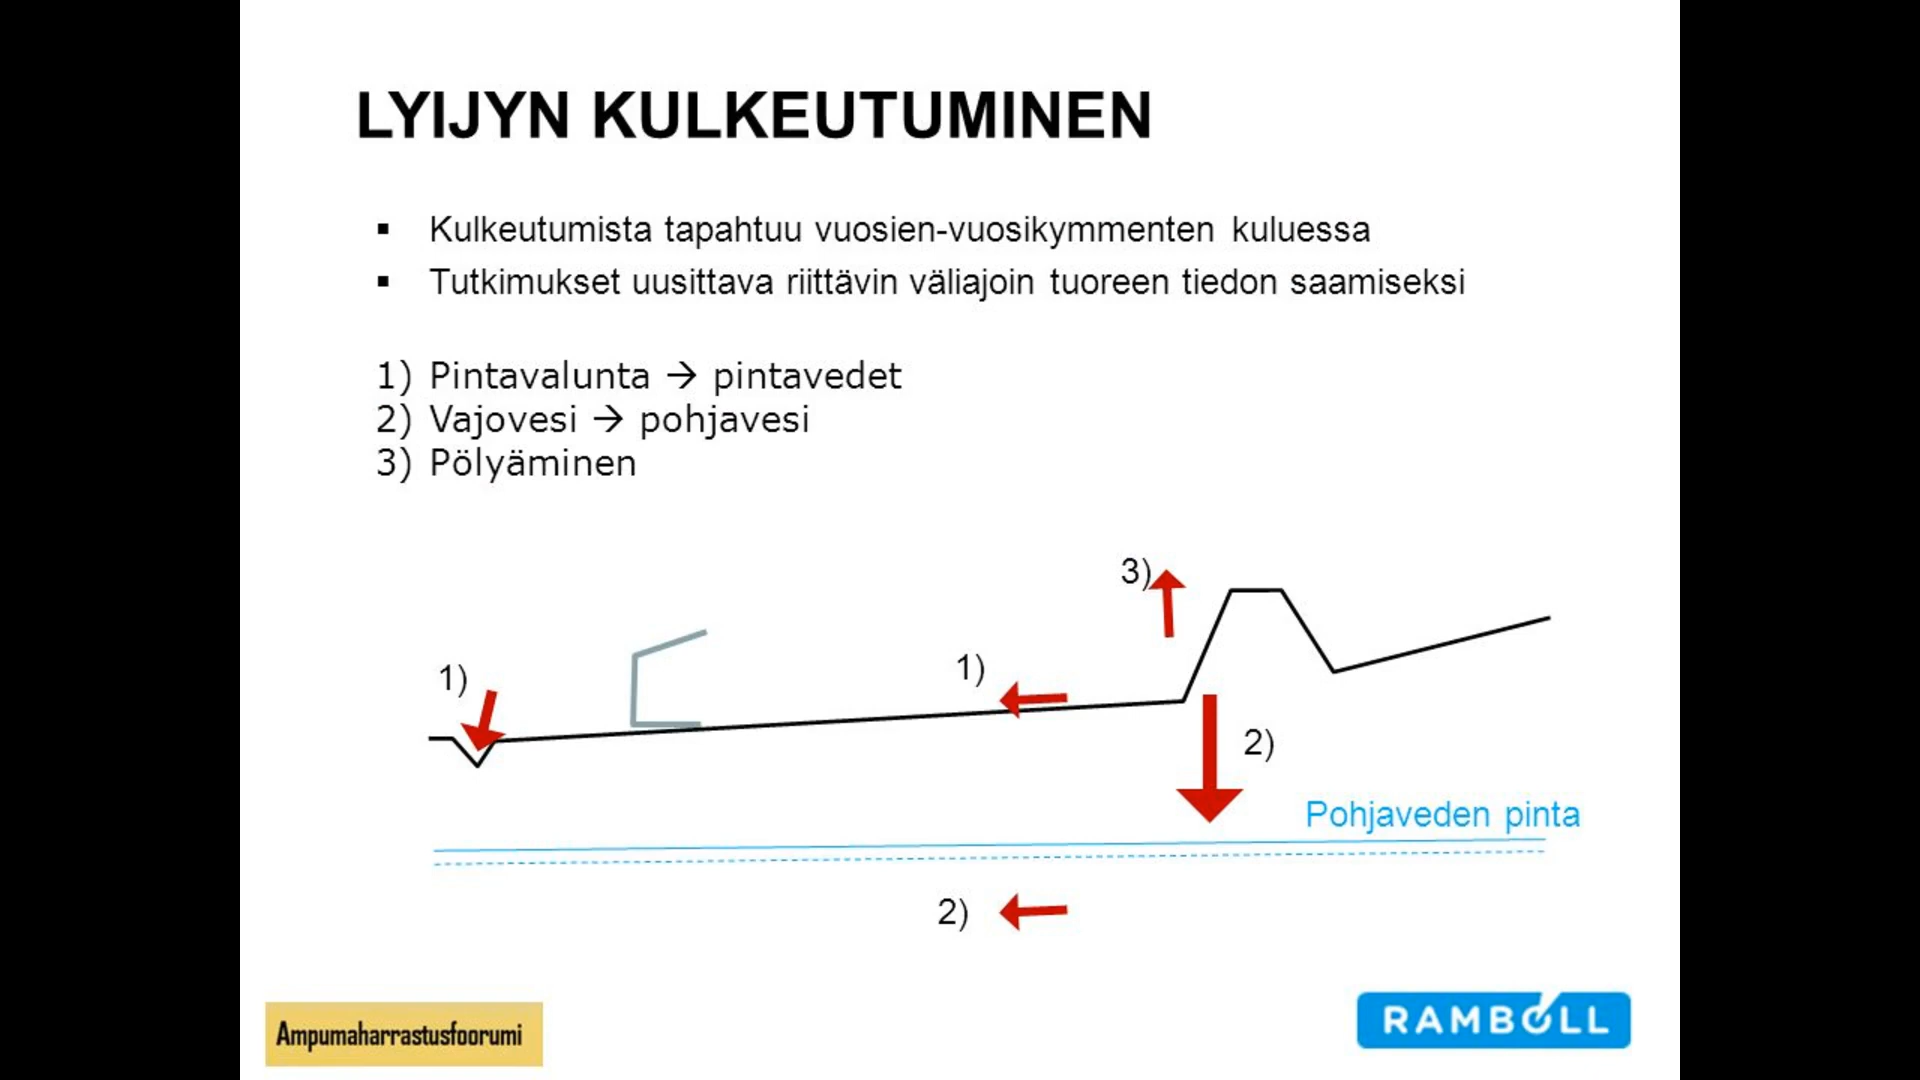 LYIJYN KULKEUTUMINEN
▪ Kulkeutumista tapahtuu vuosien-vuosikymmenten kuluessa
▪ Tutkimukset uusittava riittävin väliajoin tuoreen tiedon saamiseksi
1) Pintavalunta → pintavedet
2) Vajovesi → pohjavesi
3) Pölyäminen
3)
1)
1)
2)
Pohjaveden pinta
2)
Ampumaharrastusfoorumi
RAMBOLL